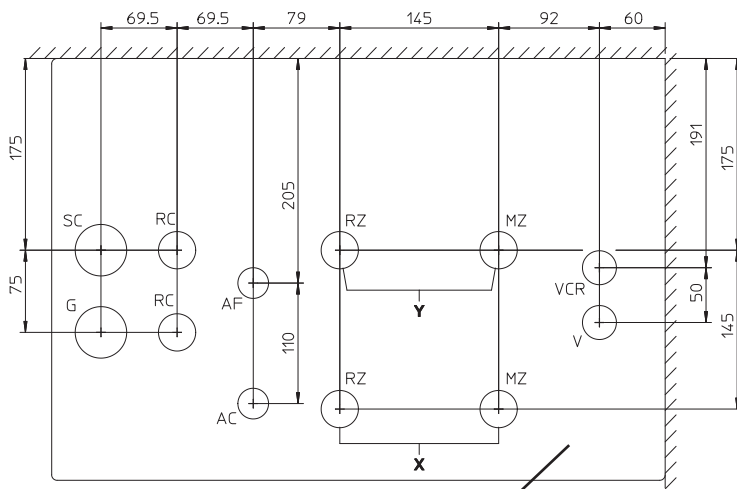 69.5 69.5 79 145 92 60
175 205 191 175
SC RC RZ MZ
VCR
75 G RC AF Y 50
V
110 145
RZ MZ
AC
X